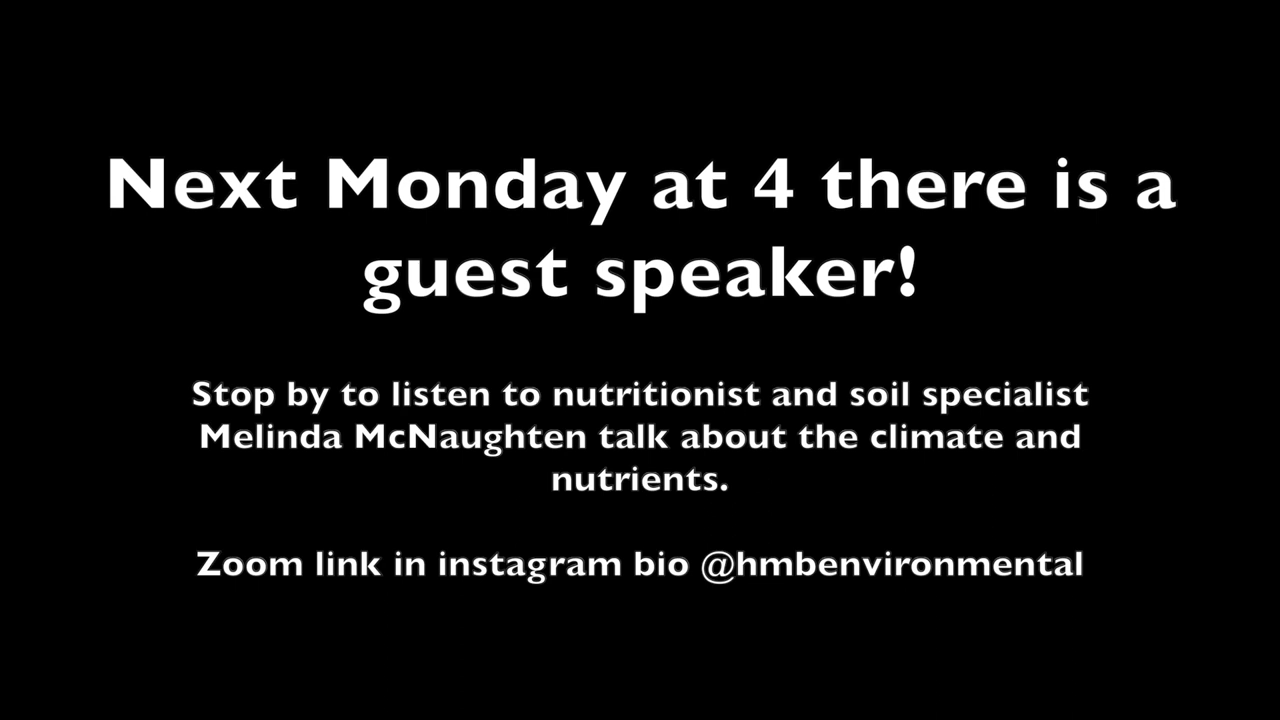 Next Monday at 4 there is a
guest speaker!
Stop by to listen to nutritionist and soil specialist
Melinda McNaughten talk about the climate and
nutrients.
Zoom link in instagram bio @hmbenvironmental